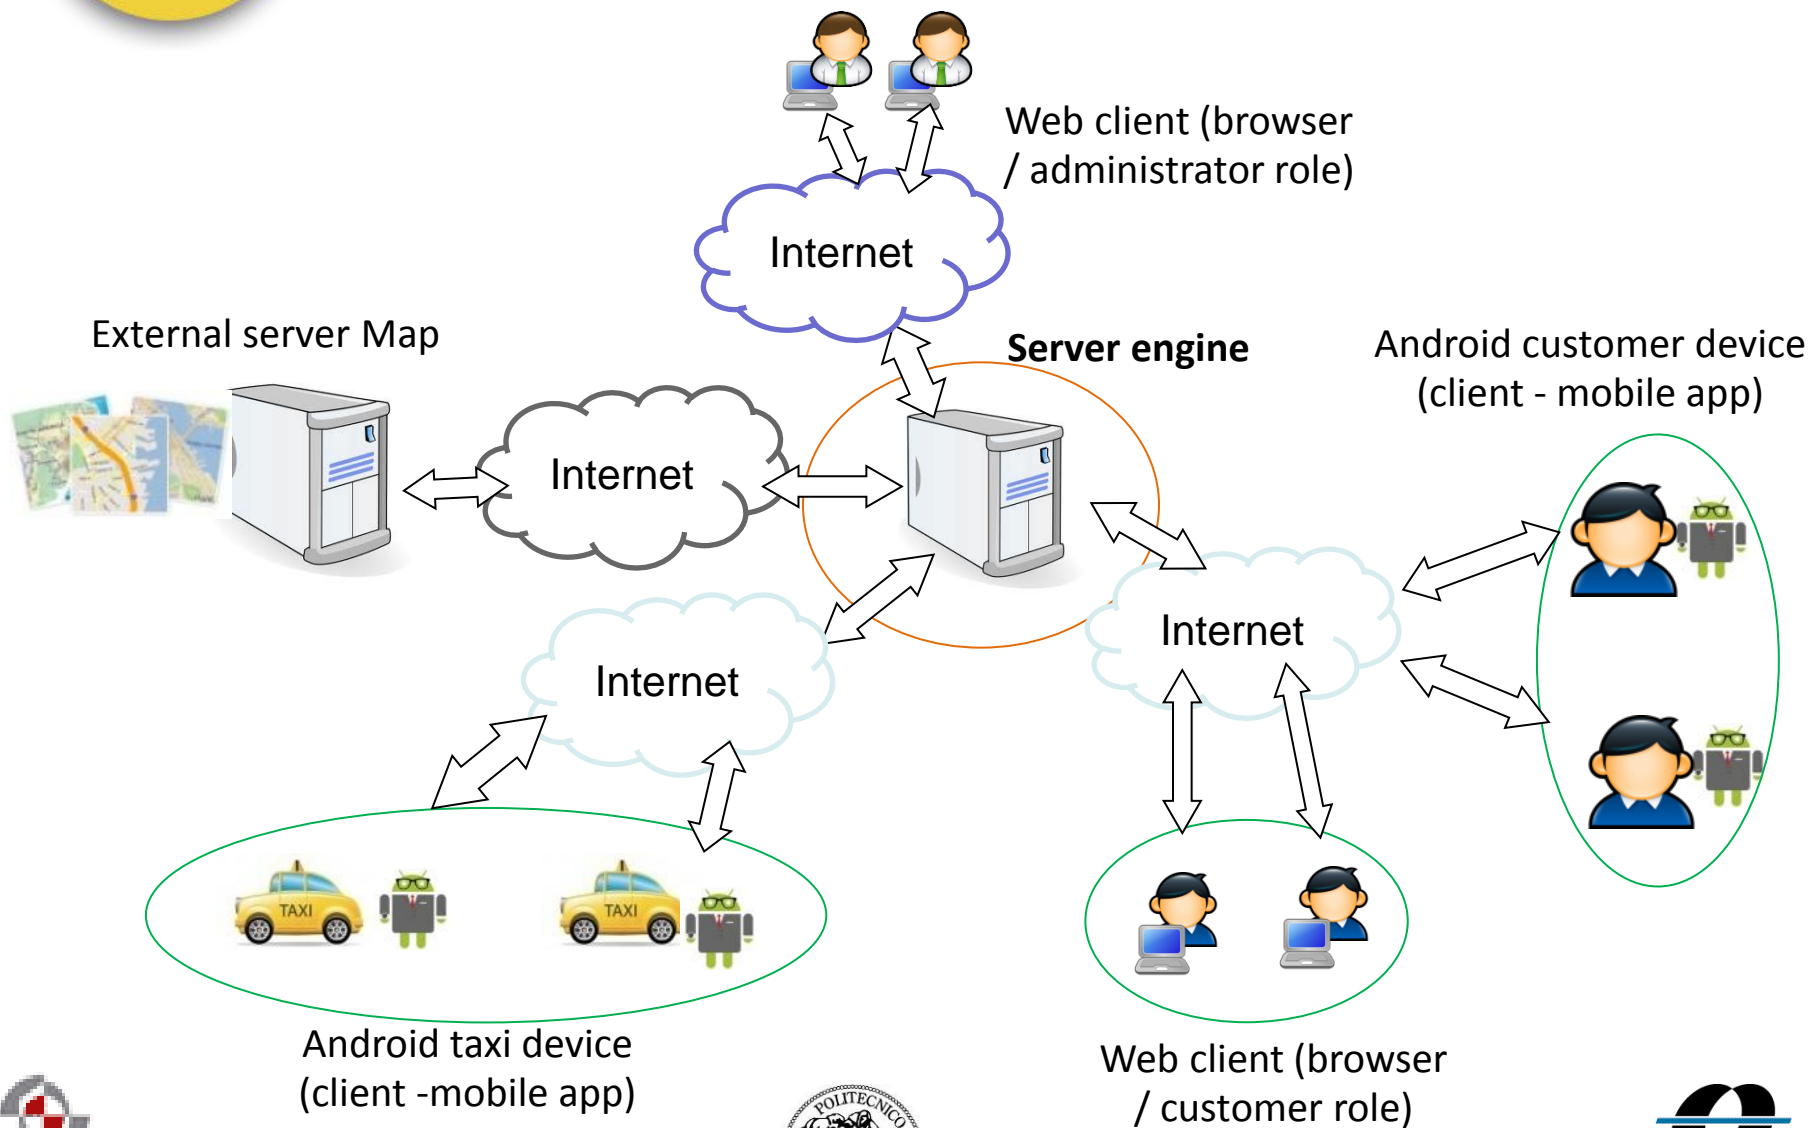 Web client (browser
/ administrator role)
Internet
External server Map
Server engine
Android customer device
(client - mobile app)
Internet
Internet
Internet
TAXI
TAXI
Android taxi device
(client -mobile app)
Web client (browser
/ customer role)
POLITECNICO